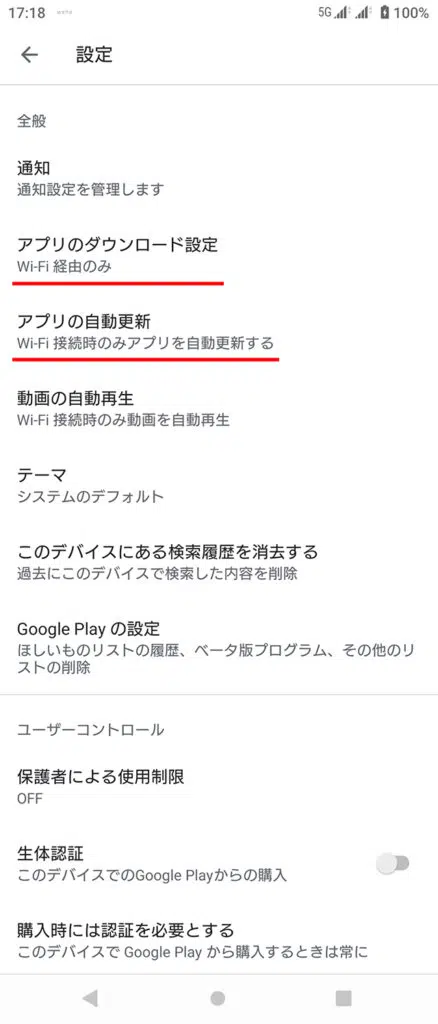 17:18
5G 100%
設定
全般
通知
通知設定を管理します
アプリのダウンロード設定
Wi-Fi 経由のみ
アプリの自動更新
Wi-Fi 接続時のみアプリを自動更新する
動画の自動再生
Wi-Fi 接続時のみ動画を自動再生
テーマ
システムのデフォルト
このデバイスにある検索履歴を消去する
過去にこのデバイスで検索した内容を削除
Google Play の設定
ほしいものリストの履歴、ベータ版プログラム、その他のリ
ストの削除
ユーザーコントロール
保護者による使用制限
OFF
生体認証
このデバイスでのGoogle Playからの購入
購入時には認証を必要とする
このデバイスで Google Play から購入するときは常に